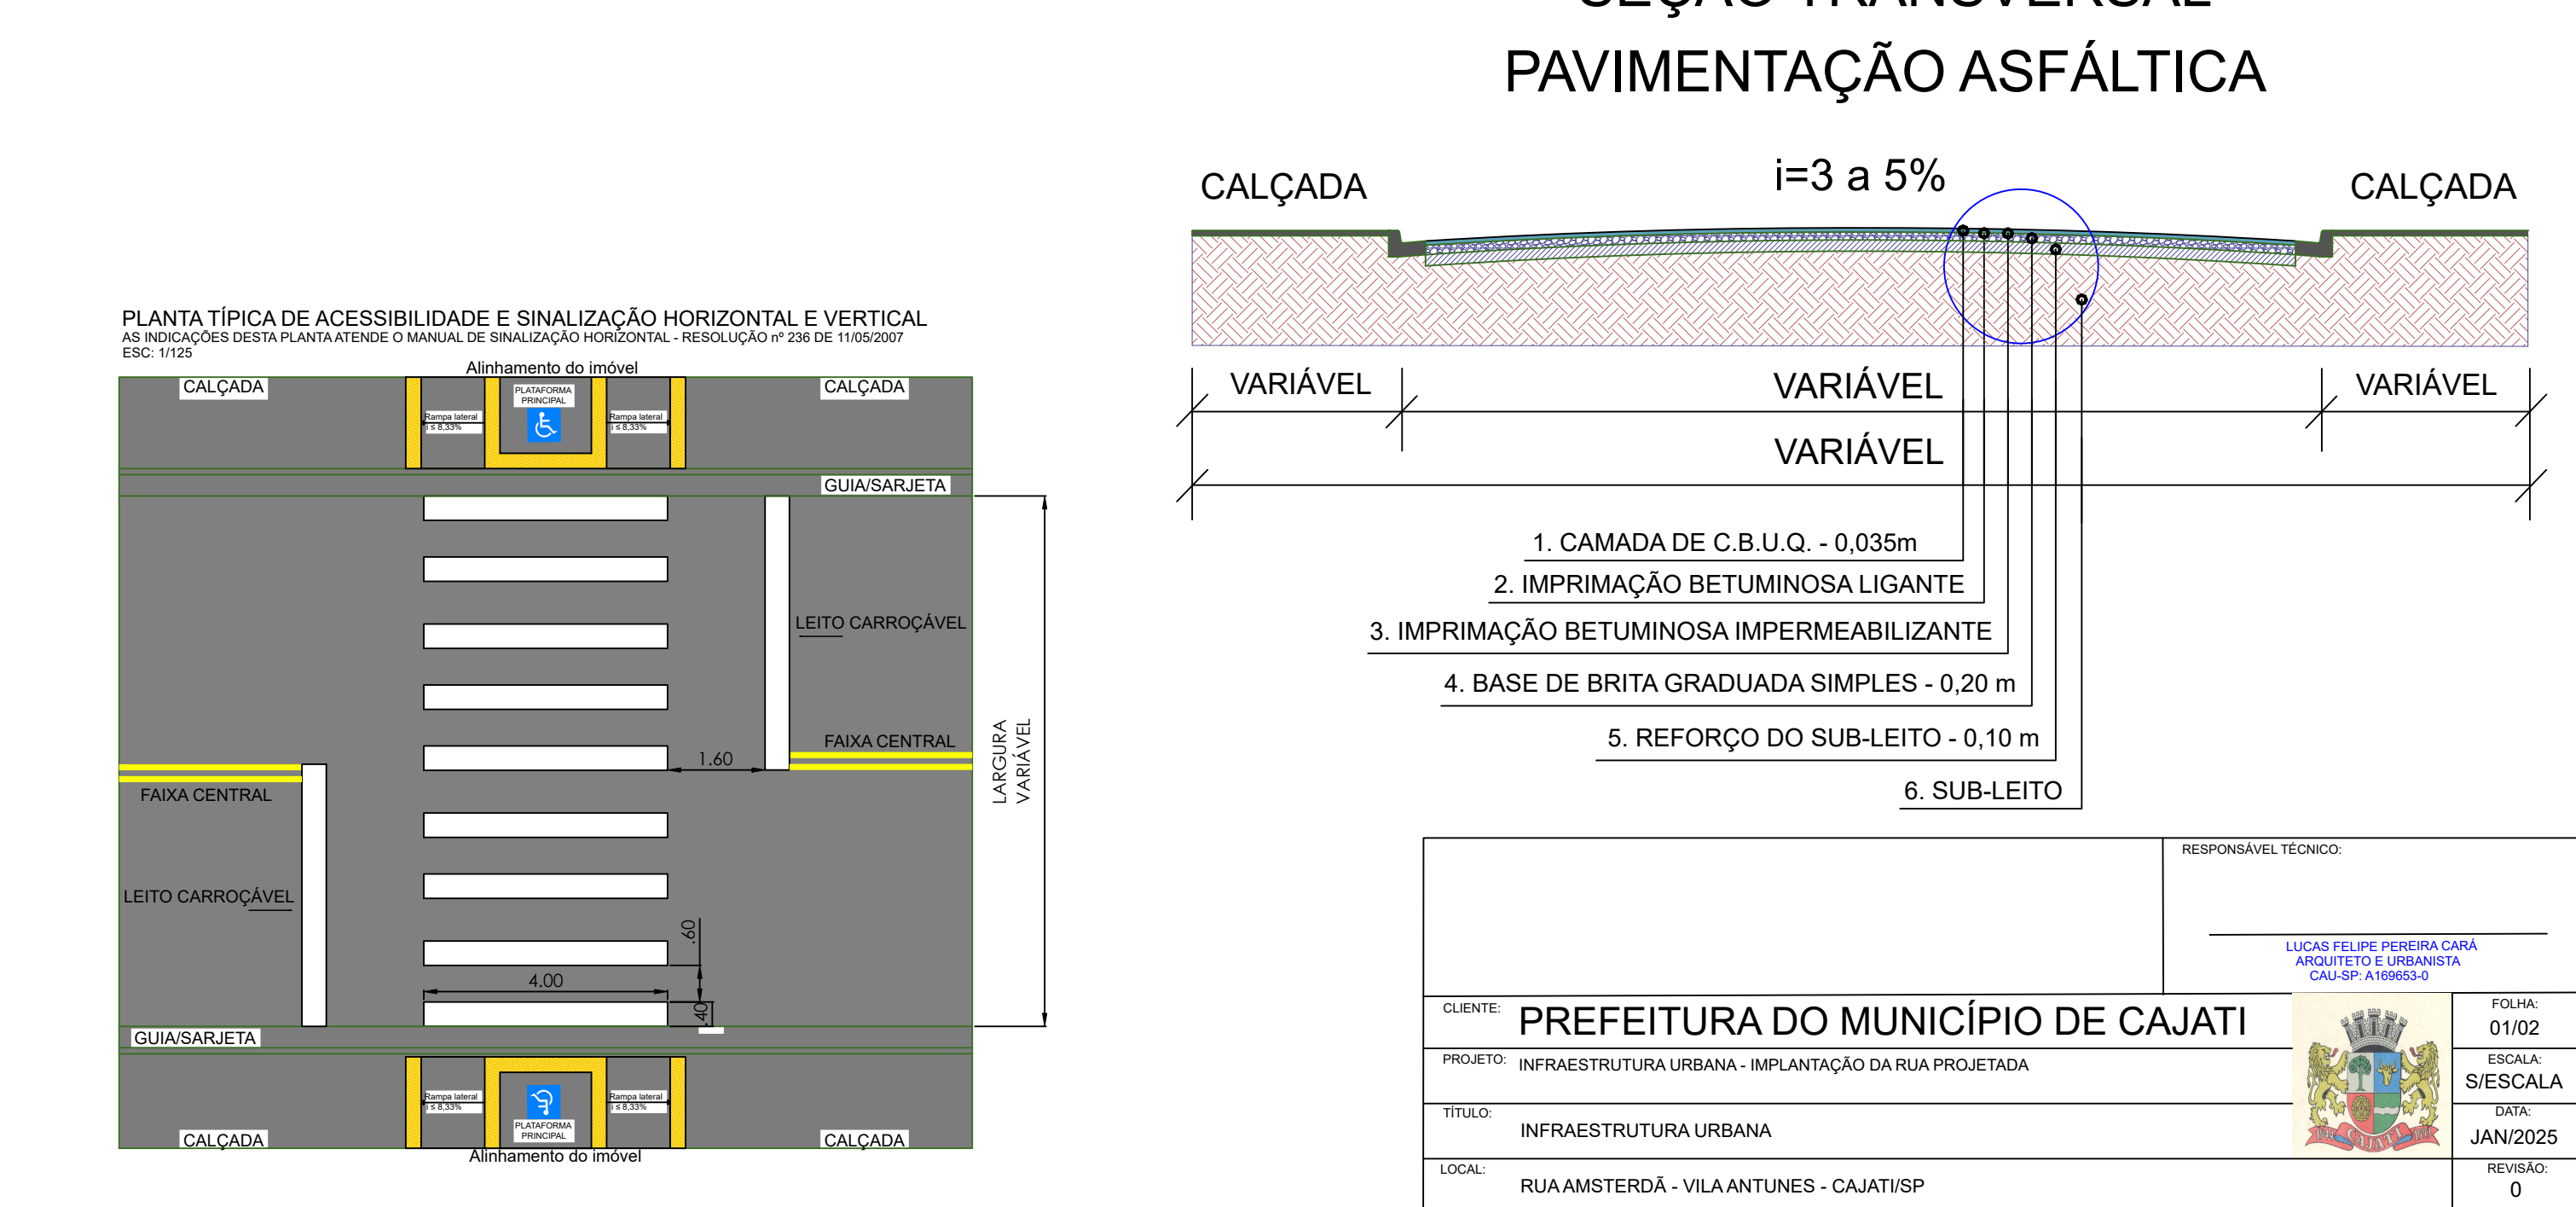 SEÇÃO TRANSVERSAL
PAVIMENTAÇÃO ASFÁLTICA
i=3 a 5%
CALÇADA
CALÇADA
VARIÁVEL
VARIÁVEL
VARIÁVEL
VARIÁVEL
1. CAMADA DE C.B.U.Q. - 0,035m
2. IMPRIMAÇÃO BETUMINOSA LIGANTE
3. IMPRIMAÇÃO BETUMINOSA IMPERMEABILIZANTE
4. BASE DE BRITA GRADUADA SIMPLES - 0,20 m
5. REFORÇO DO SUB-LEITO - 0,10 m
6. SUB-LEITO
PLANTA TÍPICA DE ACESSIBILIDADE E SINALIZAÇÃO HORIZONTAL E VERTICAL
AS INDICAÇÕES DESTA PLANTA ATENDE O MANUAL DE SINALIZAÇÃO HORIZONTAL - RESOLUÇÃO nº 236 DE 11/05/2007
ESC: 1/125
Alinhamento do imóvel
CALÇADA
PLATAFORMA
PRINCIPAL
CALÇADA
Rampa lateral
i ≤ 8,33%
Rampa lateral
i ≤ 8,33%
GUIA/SARJETA
LEITO CARROÇÁVEL
FAIXA CENTRAL
1.60
LARGURA
VARIÁVEL
FAIXA CENTRAL
LEITO CARROÇÁVEL
.60
4.00
.40
GUIA/SARJETA
Rampa lateral
i ≤ 8,33%
Rampa lateral
i ≤ 8,33%
PLATAFORMA
PRINCIPAL
CALÇADA
CALÇADA
Alinhamento do imóvel
RESPONSÁVEL TÉCNICO:
LUCAS FELIPE PEREIRA CARÁ
ARQUITETO E URBANISTA
CAU-SP: A169653-0
CLIENTE: PREFEITURA DO MUNICÍPIO DE CAJATI
PROJETO: INFRAESTRUTURA URBANA - IMPLANTAÇÃO DA RUA PROJETADA
TÍTULO:
INFRAESTRUTURA URBANA
LOCAL:
RUA AMSTERDÃ - VILA ANTUNES - CAJATI/SP
CAJATI
FOLHA:
01/02
ESCALA:
S/ESCALA
DATA:
JAN/2025
REVISÃO:
0